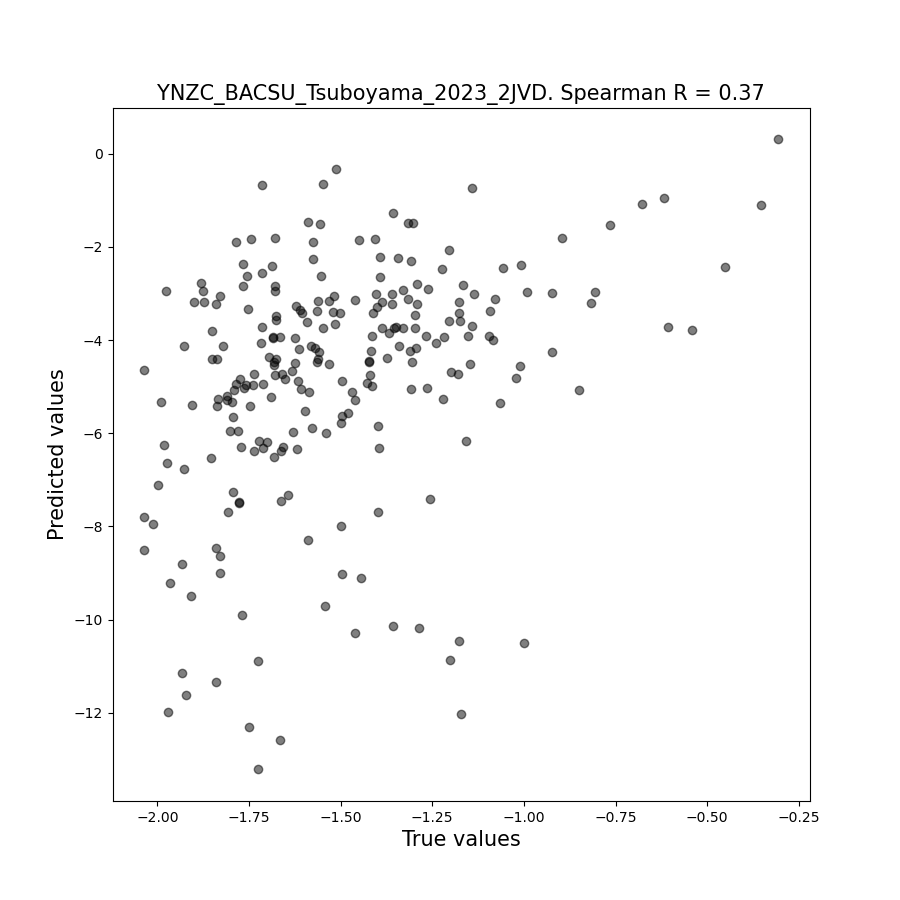 YNZC_BACSU_Tsuboyama_2023_2JVD. Spearman R = 0.37
0
−2
−4
−6
−8
−10
−12
Predicted values
−2.00 −1.75 −1.50 −1.25 −1.00 −0.75 −0.50 −0.25
True values